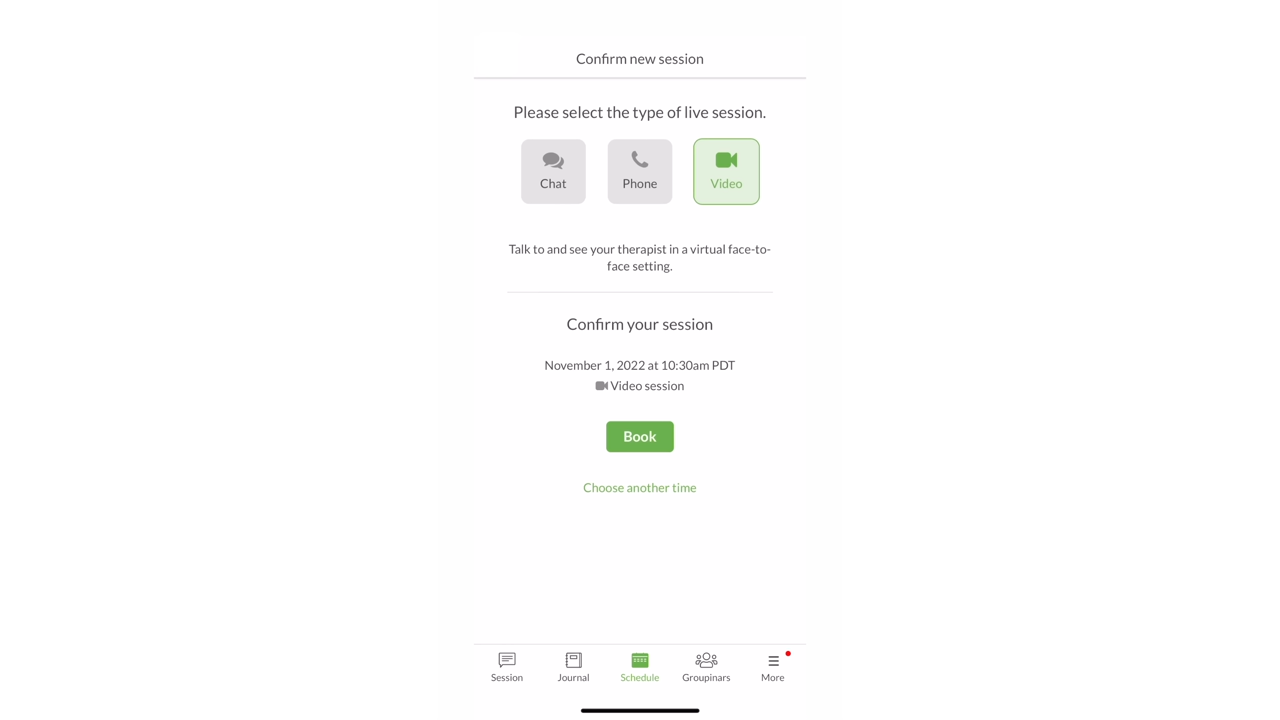 Confirm new session
Please select the type of live session.
Chat
Phone
Video
Talk to and see your therapist in a virtual face-to-
face setting.
Confirm your session
November 1, 2022 at 10:30am PDT
Video session
Book
Choose another time
Session
Journal
Schedule
Groupinars
More